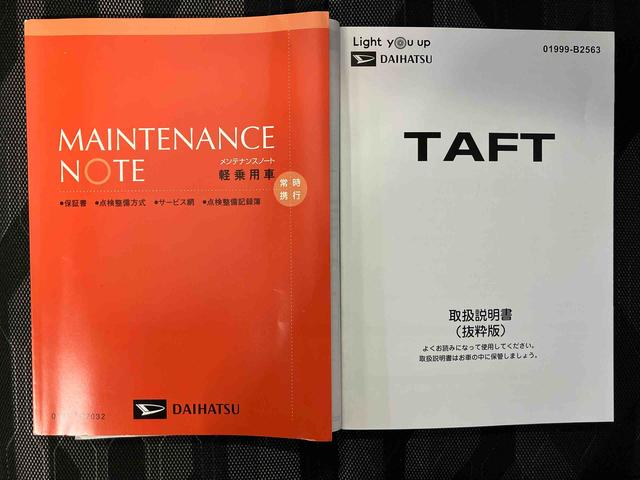 MAINTENANCE
NOTE
メンテナンスノート
軽乗用車
常時
携行
●保証書 ●点検整備方式 ●サービス網 ●点検整備記録簿
DAIHATSU
Light you up
DAIHATSU
01999-B2563
TAFT
取扱説明書
(抜粋版)
よくお読みになって使用してください。
取扱説明書はお車の中に保管しましょう。